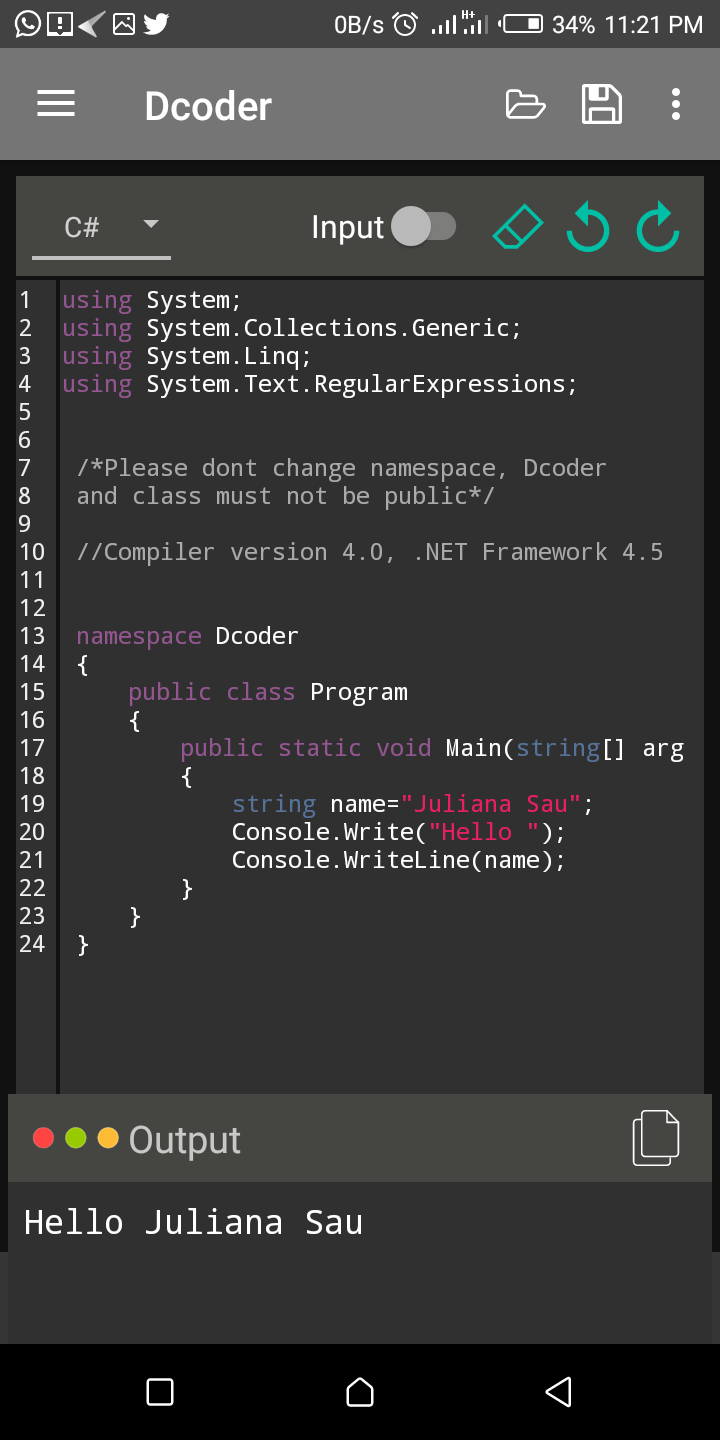 0B/s H+ 34% 11:21 PM
Dcoder
C# Input
1 using System;
2 using System.Collections.Generic;
3 using System.Linq;
4 using System.Text.RegularExpressions;
5
6
7 /*Please dont change namespace, Dcoder
8 and class must not be public*/
9
10 //Compiler version 4.0, .NET Framework 4.5
11
12
13 namespace Dcoder
14 {
15 public class Program
16 {
17 public static void Main(string[] arg
18 {
19 string name="Juliana Sau";
20 Console.Write("Hello ");
21 Console.WriteLine(name);
22 }
23 }
24 }
Output
Hello Juliana Sau